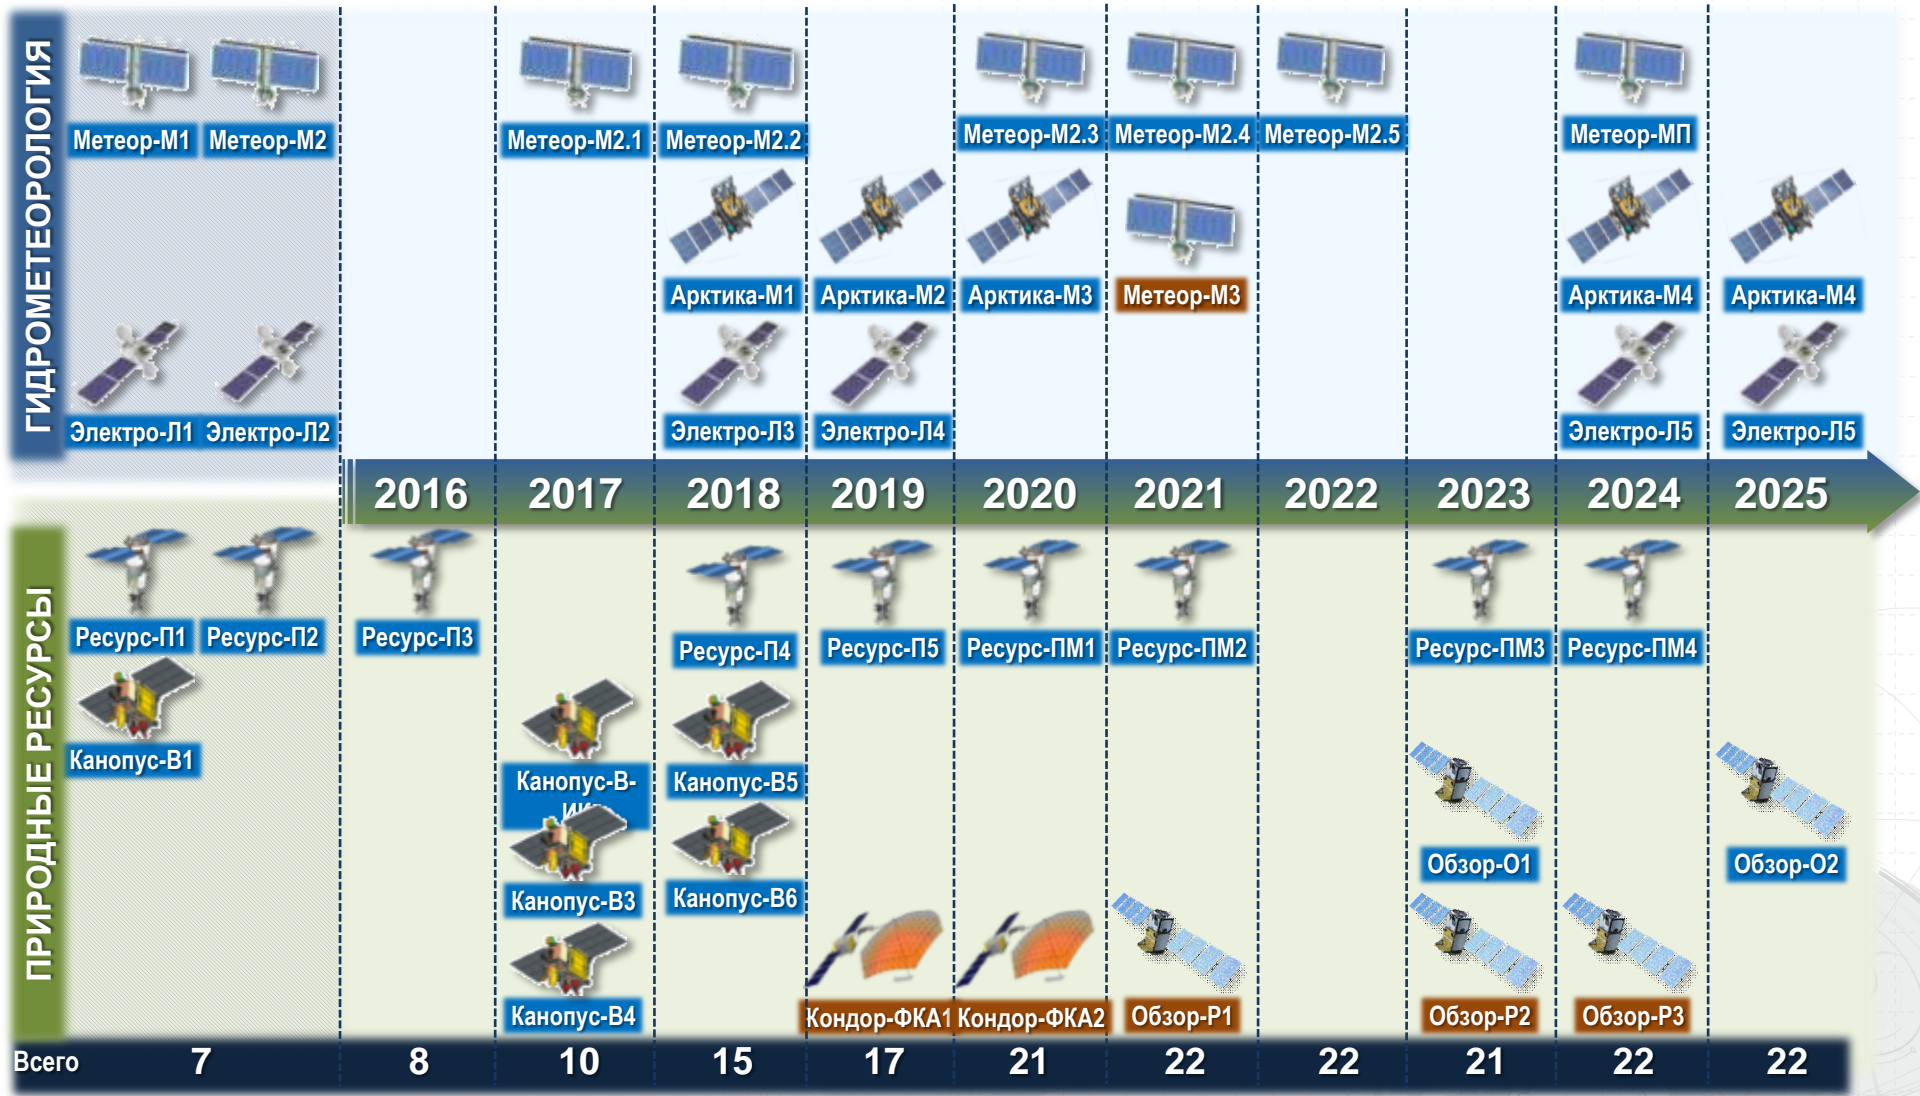 ГИДРОМЕТЕОРОЛОГИЯ
Метеор-М1 Метеор-М2 Метеор-М2.1 Метеор-М2.2 Метеор-М2.3 Метеор-М2.4 Метеор-М2.5 Метеор-МП
Арктика-М1 Арктика-М2 Арктика-М3 Метеор-М3 Арктика-М4 Арктика-М4
Электро-Л1 Электро-Л2 Электро-Л3 Электро-Л4 Электро-Л5 Электро-Л5
2016 2017 2018 2019 2020 2021 2022 2023 2024 2025
ПРИРОДНЫЕ РЕСУРСЫ
Ресурс-П1 Ресурс-П2 Ресурс-П3 Ресурс-П4 Ресурс-П5 Ресурс-ПМ1 Ресурс-ПМ2 Ресурс-ПМ3 Ресурс-ПМ4
Канопус-В1 Канопус-В-
Канопус-В5
Обзор-О1 Обзор-О2
Канопус-В3 Канопус-В6
Канопус-В4 Кондор-ФКА1 Кондор-ФКА2 Обзор-Р1 Обзор-Р2 Обзор-Р3
Всего 7 8 10 15 17 21 22 22 21 22 22